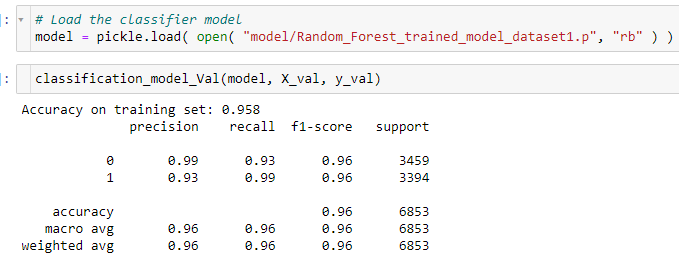 ]: # Load the classifier model
model = pickle.load( open( "model/Random_Forest_trained_model_dataset1.p", "rb" ) )
]: classification_model_Val(model, X_val, y_val)
Accuracy on training set: 0.958
precision recall f1-score support
0 0.99 0.93 0.96 3459
1 0.93 0.99 0.96 3394
accuracy 0.96 6853
macro avg 0.96 0.96 0.96 6853
weighted avg 0.96 0.96 0.96 6853